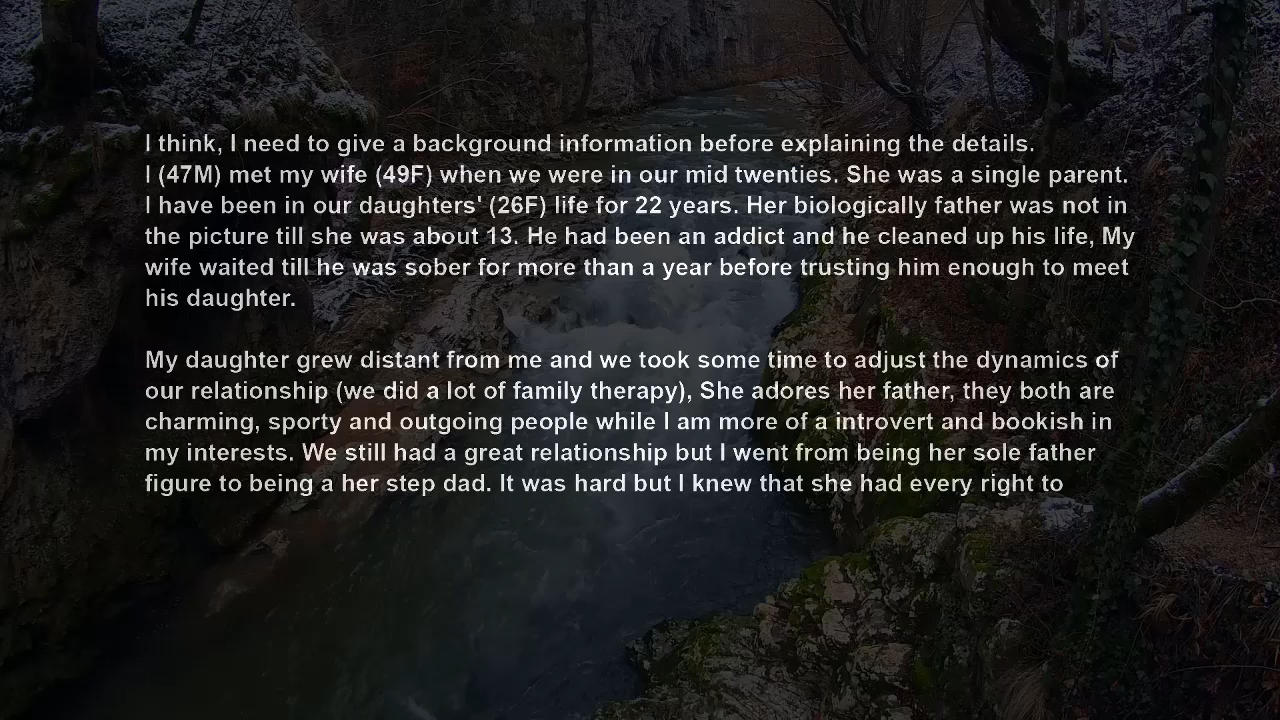 I think, I need to give a background information before explaining the details.
I (47M) met my wife (49F) when we were in our mid twenties. She was a single parent.
I have been in our daughters' (26F) life for 22 years. Her biologically father was not in
the picture till she was about 13. He had been an addict and he cleaned up his life, My
wife waited till he was sober for more than a year before trusting him enough to meet
his daughter.
My daughter grew distant from me and we took some time to adjust the dynamics of
our relationship (we did a lot of family therapy), She adores her father, they both are
charming, sporty and outgoing people while I am more of a introvert and bookish in
my interests. We still had a great relationship but I went from being her sole father
figure to being a her step dad. It was hard but I knew that she had every right to